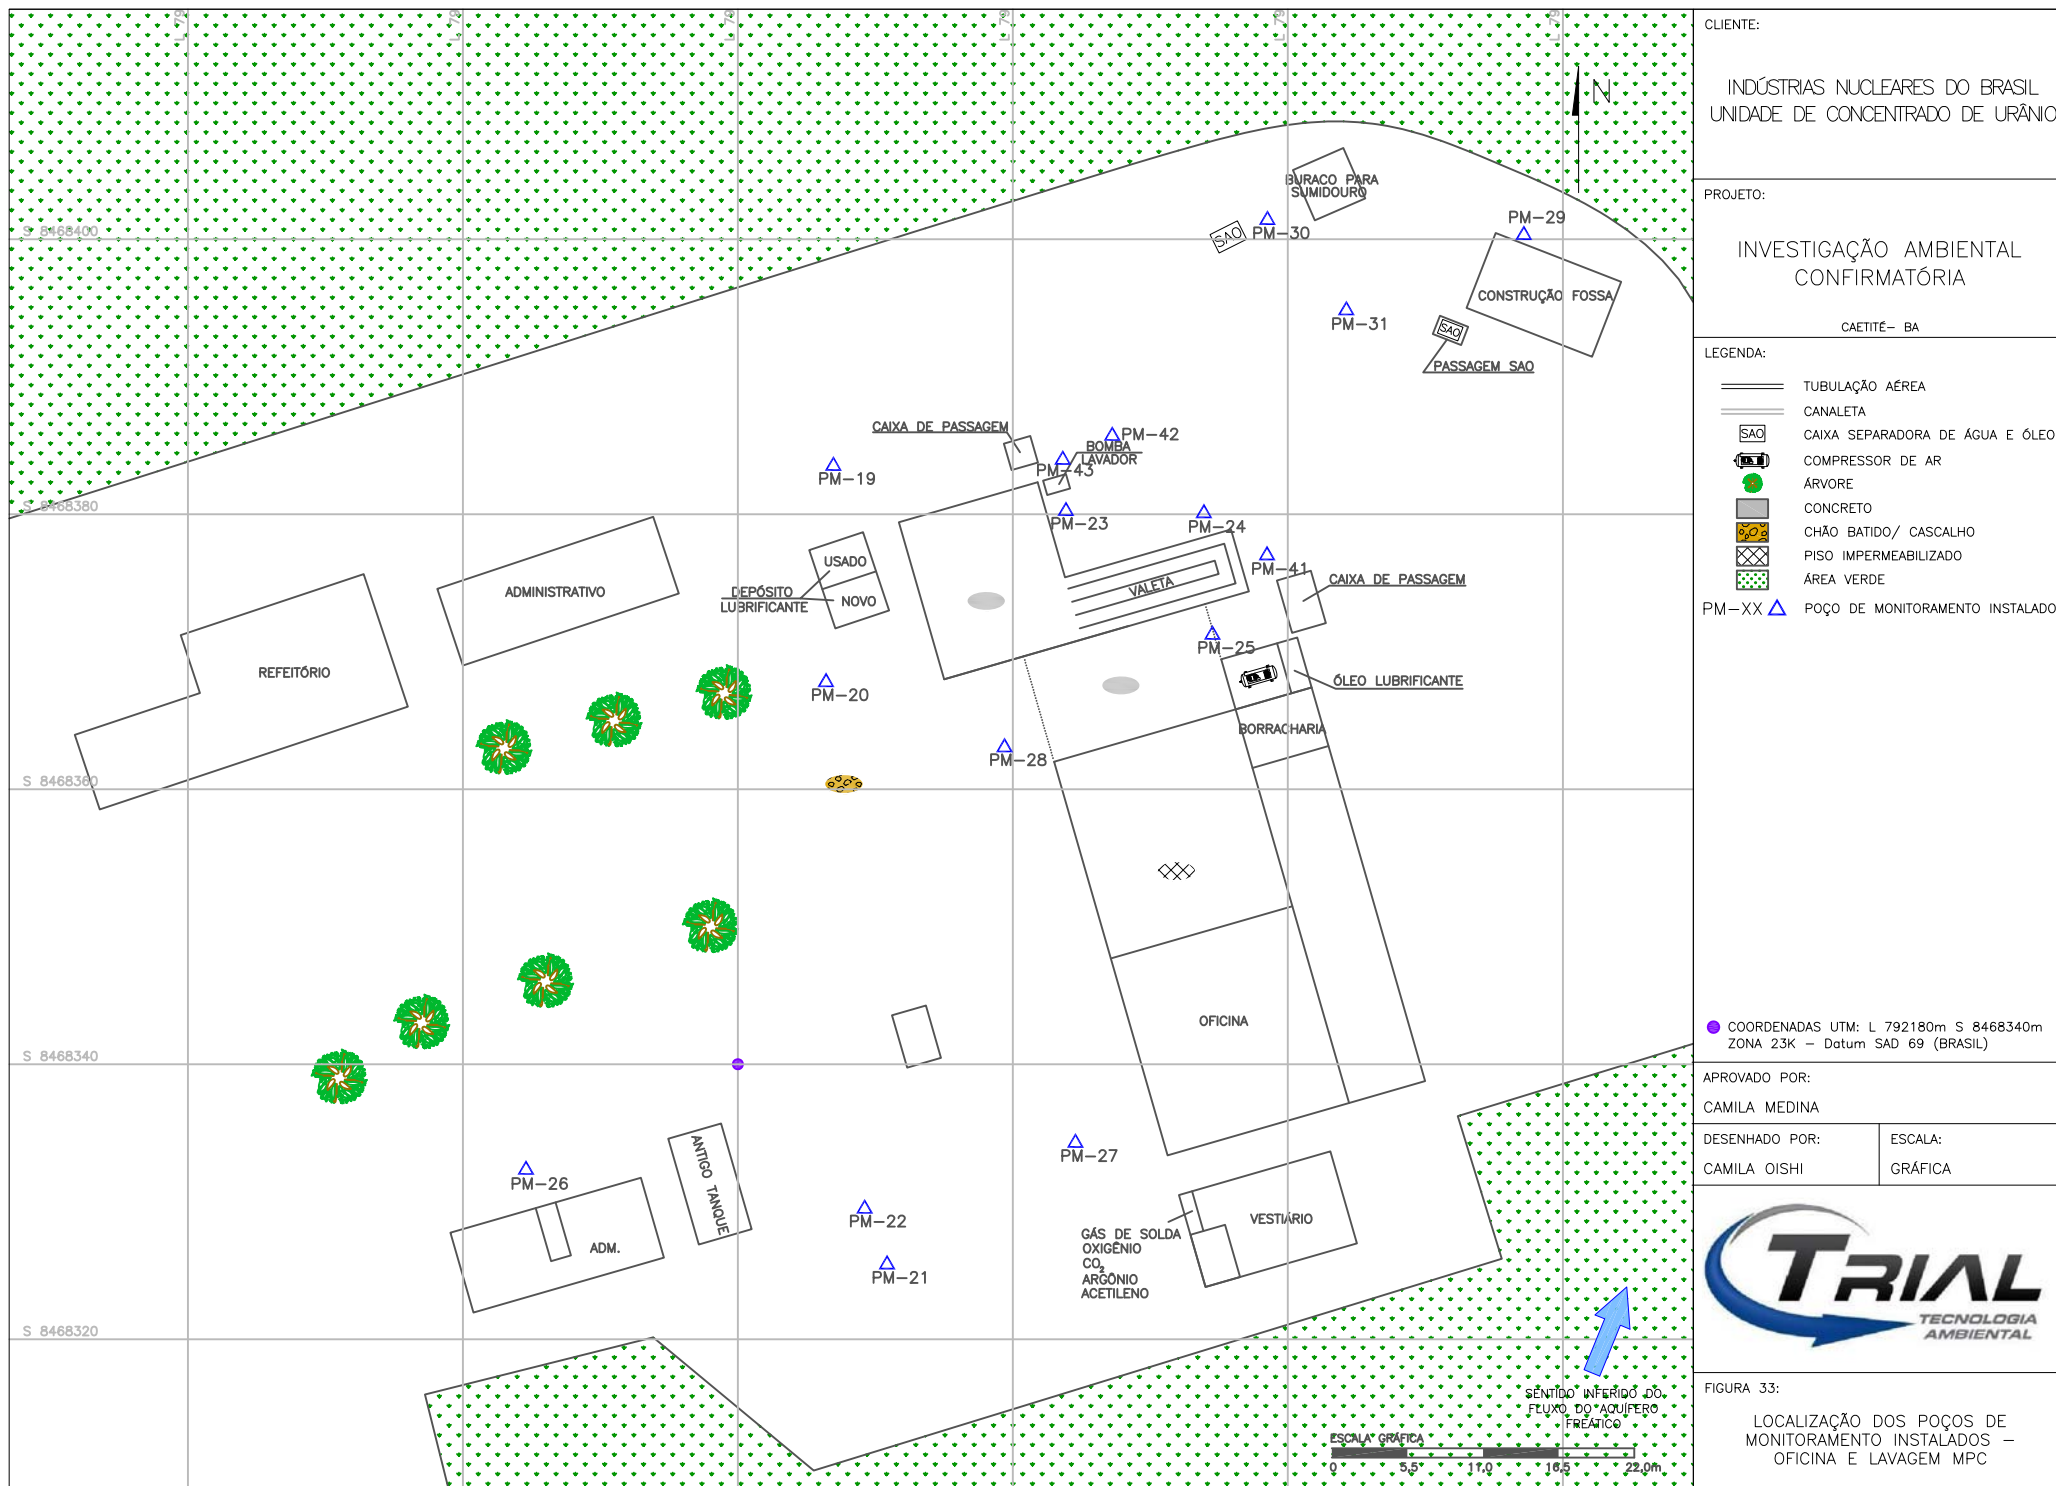 L 79
L 79
L 79
L 79
L 79
L 79
N
BURACO PARA
SUMIDOURO
PM-29
PM-30
SAO
S 8468400
CONSTRUÇÃO FOSSA
PM-31
SAO
PASSAGEM SAO
CAIXA DE PASSAGEM
PM-42
BOMBA
LAVADOR
PM-43
PM-19
S 8468380
PM-23
PM-24
USADO
PM-41
CAIXA DE PASSAGEM
VALETA
ADMINISTRATIVO
DEPÓSITO
LUBRIFICANTE
NOVO
PM-25
REFEITÓRIO
ÓLEO LUBRIFICANTE
PM-20
BORRACHARIA
PM-28
S 8468360
OFICINA
S 8468340
ANTIGO TANQUE
PM-27
PM-26
PM-22
VESTIÁRIO
GÁS DE SOLDA
OXIGÊNIO
CO2
ARGÔNIO
ACETILENO
ADM.
PM-21
S 8468320
SENTIDO INFERIDO DO
FLUXO DO AQUÍFERO
FREÁTICO
ESCALA GRÁFICA
0 5,5 11,0 16,5 22,0m
CLIENTE:
INDÚSTRIAS NUCLEARES DO BRASIL
UNIDADE DE CONCENTRADO DE URÂNIO
PROJETO:
INVESTIGAÇÃO AMBIENTAL
CONFIRMATÓRIA
CAETITÉ- BA
LEGENDA:
TUBULAÇÃO AÉREA
CANALETA
SAO CAIXA SEPARADORA DE ÁGUA E ÓLEO
COMPRESSOR DE AR
ÁRVORE
CONCRETO
CHÃO BATIDO/ CASCALHO
PISO IMPERMEABILIZADO
ÁREA VERDE
PM-XX POÇO DE MONITORAMENTO INSTALADO
COORDENADAS UTM: L 792180m S 8468340m
ZONA 23K - Datum SAD 69 (BRASIL)
APROVADO POR:
CAMILA MEDINA
DESENHADO POR:
CAMILA OISHI
ESCALA:
GRÁFICA
TRIAL
TECNOLOGIA
AMBIENTAL
FIGURA 33:
LOCALIZAÇÃO DOS POÇOS DE
MONITORAMENTO INSTALADOS -
OFICINA E LAVAGEM MPC